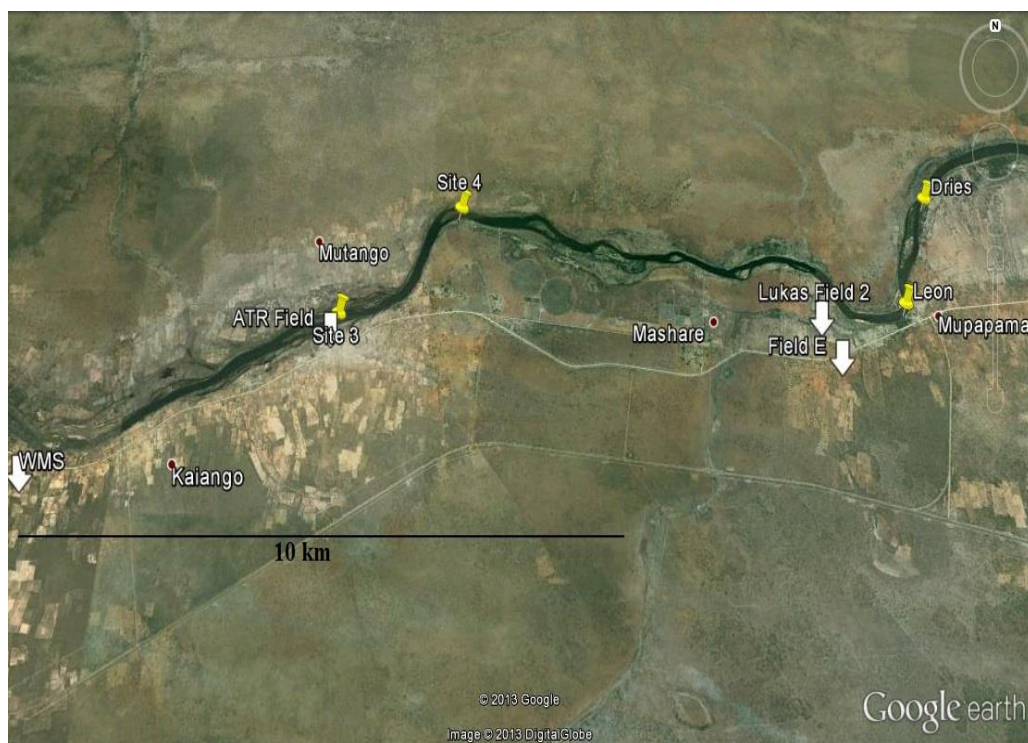 N
Site 4
Dries
Mutango
Leon
Lukas Field 2
ATR Field
Mupapama
Site 3
Mashare
Field E
WMS
Kaiango
10 km
© 2013 Google
Google earth
Image © 2013 DigitalGlobe